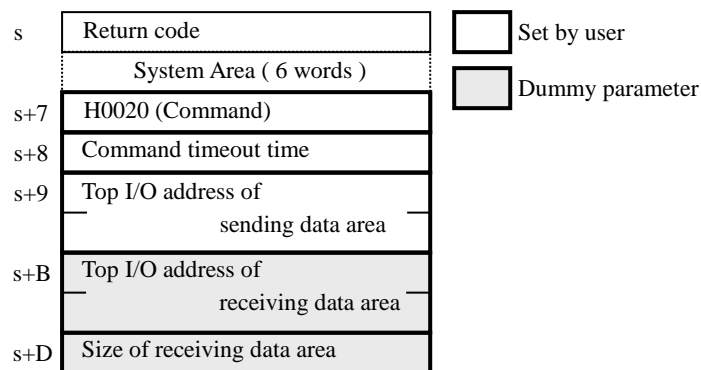 s Return code
System Area ( 6 words )
s+7 H0020 (Command)
s+8 Command timeout time
s+9 Top I/O address of
sending data area
s+B Top I/O address of
receiving data area
s+D Size of receiving data area
Set by user
Dummy parameter